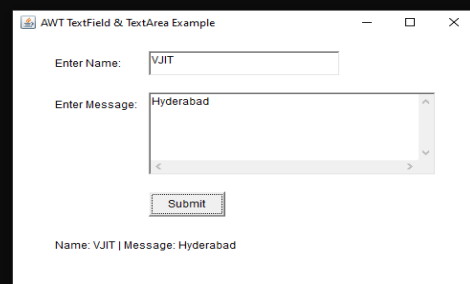 AWT TextField & TextArea Example
Enter Name: VJIT
Enter Message: Hyderabad
Submit
Name: VJIT | Message: Hyderabad